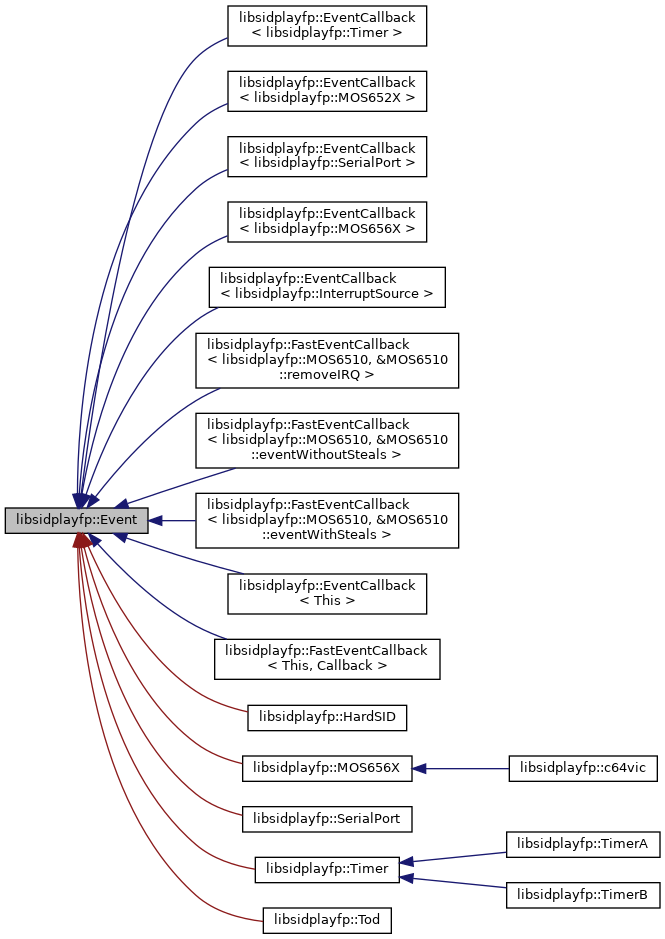 libsidplayfp::EventCallback
< libsidplayfp::Timer >
libsidplayfp::EventCallback
< libsidplayfp::MOS652X >
libsidplayfp::EventCallback
< libsidplayfp::SerialPort >
libsidplayfp::EventCallback
< libsidplayfp::MOS656X >
libsidplayfp::EventCallback
< libsidplayfp::InterruptSource >
libsidplayfp::FastEventCallback
< libsidplayfp::MOS6510, &MOS6510
::removeIRQ >
libsidplayfp::FastEventCallback
< libsidplayfp::MOS6510, &MOS6510
::eventWithoutSteals >
libsidplayfp::Event
libsidplayfp::FastEventCallback
< libsidplayfp::MOS6510, &MOS6510
::eventWithSteals >
libsidplayfp::EventCallback
< This >
libsidplayfp::FastEventCallback
< This, Callback >
libsidplayfp::HardSID
libsidplayfp::MOS656X
libsidplayfp::c64vic
libsidplayfp::SerialPort
libsidplayfp::TimerA
libsidplayfp::Timer
libsidplayfp::TimerB
libsidplayfp::Tod